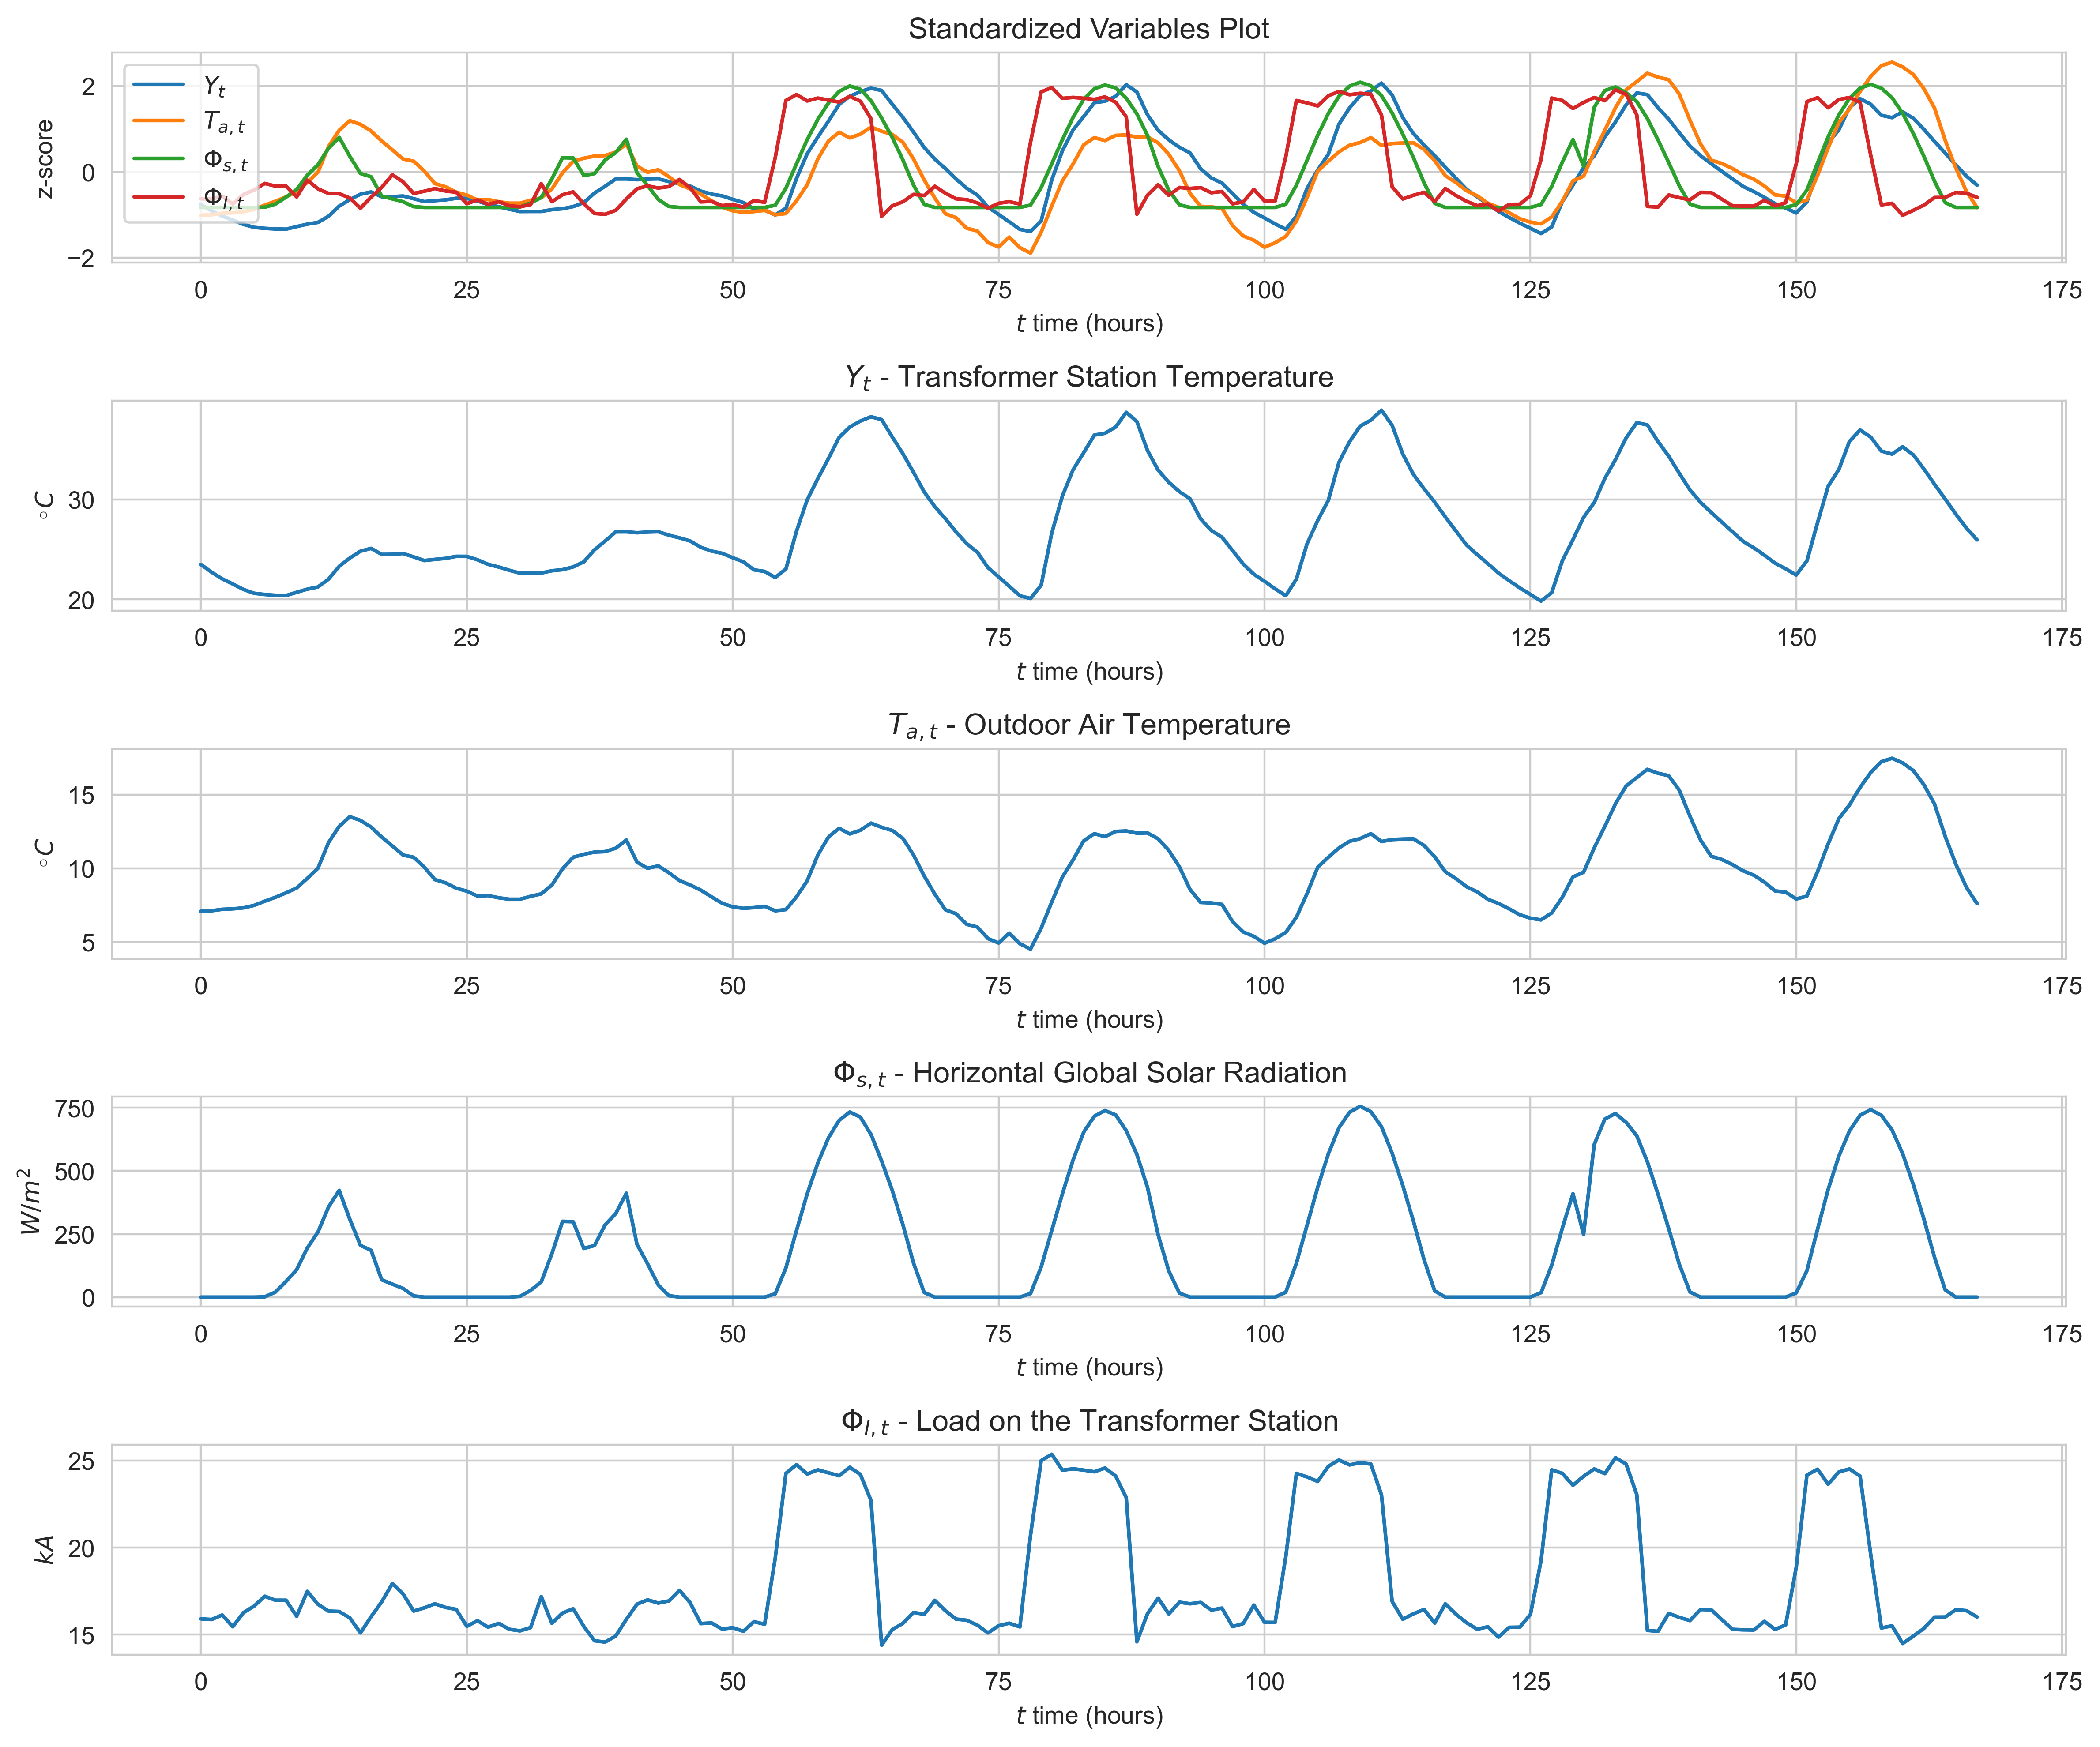 Standardized Variables Plot
2
0
−2
z-score
Y_t
T_{a, t}
Φ_{s, t}
Φ_{l, t}
0 25 50 75 100 125 150 175
t time (hours)
Y_t - Transformer Station Temperature
30
20
°C
0 25 50 75 100 125 150 175
t time (hours)
T_{a, t} - Outdoor Air Temperature
15
10
5
°C
0 25 50 75 100 125 150 175
t time (hours)
Φ_{s, t} - Horizontal Global Solar Radiation
750
500
250
0
W/m²
0 25 50 75 100 125 150 175
t time (hours)
Φ_{l, t} - Load on the Transformer Station
25
20
15
kA
0 25 50 75 100 125 150 175
t time (hours)